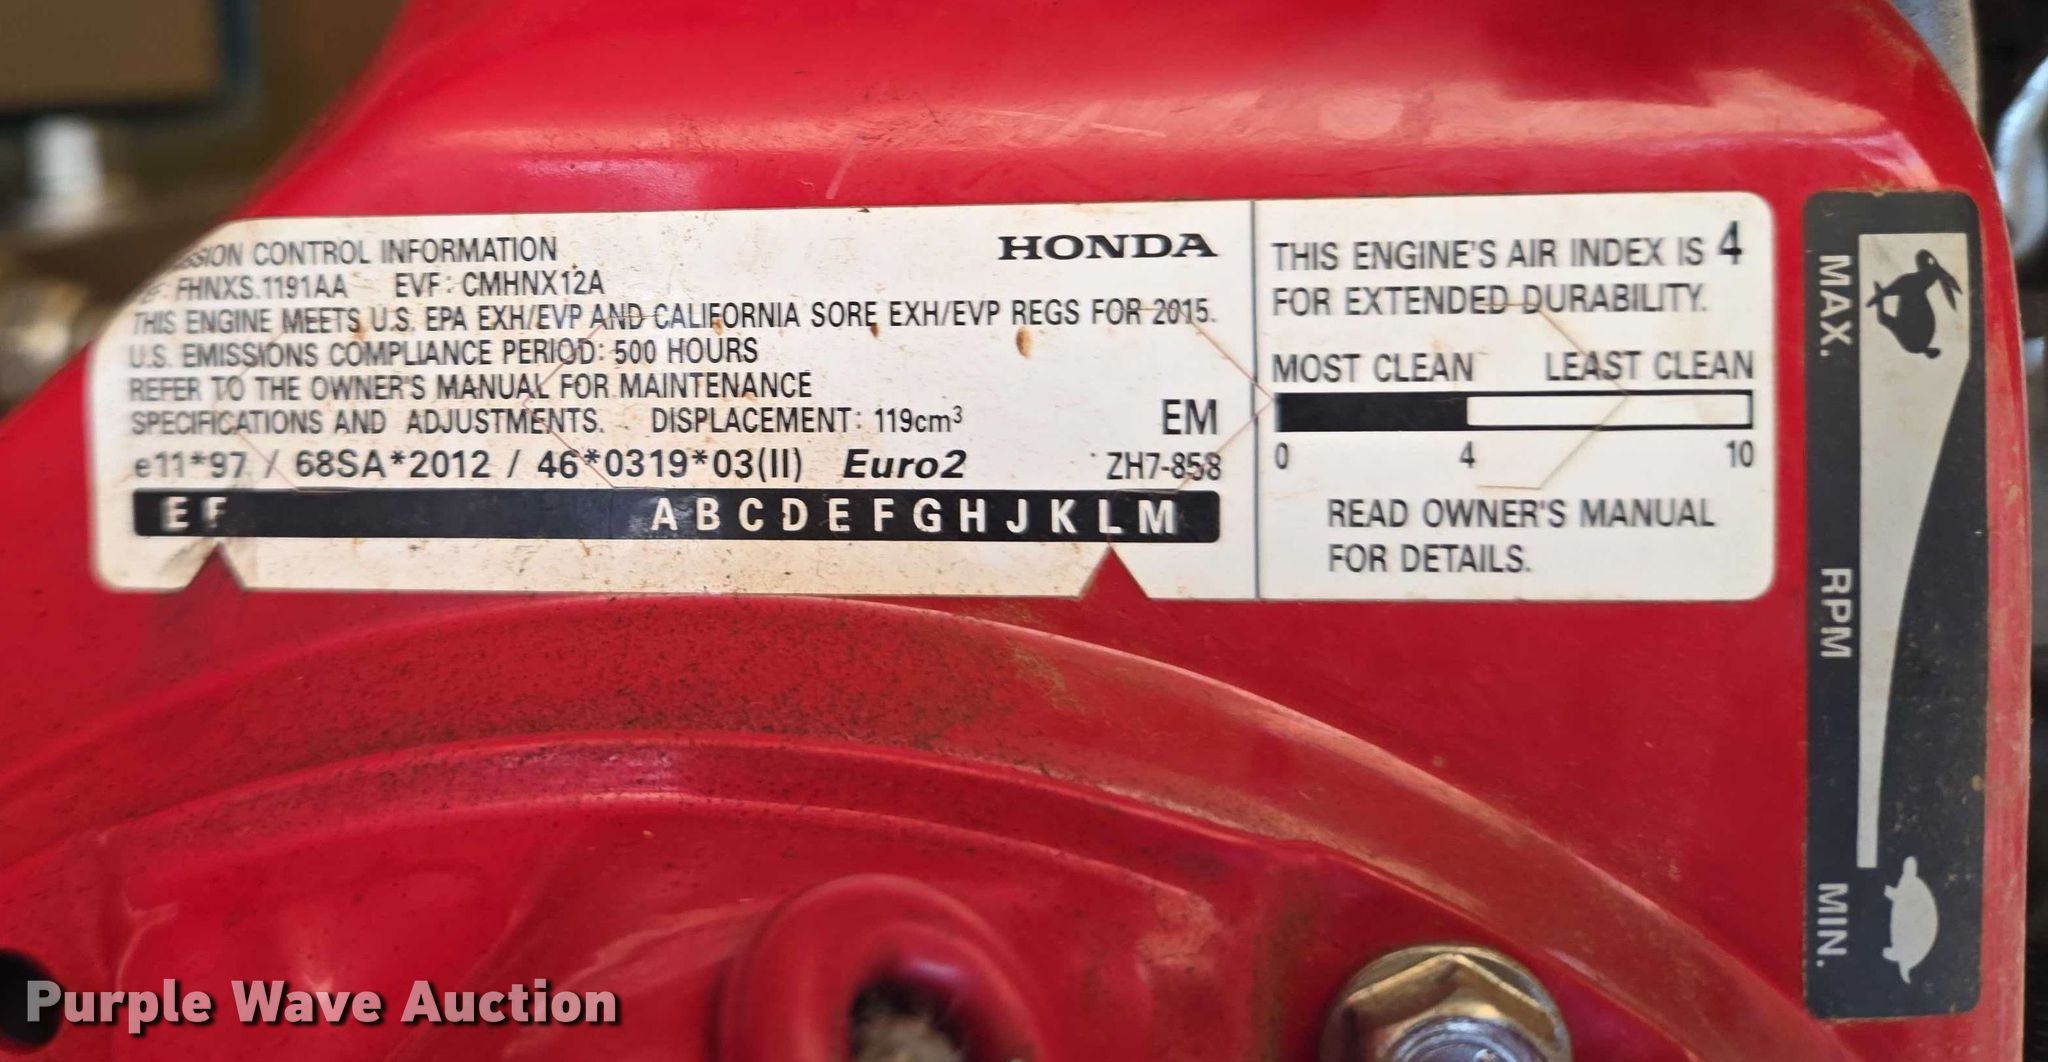 SSION CONTROL INFORMATION
HONDA
EF: FHNXS.1191AA EVF: CMHNX12A
THIS ENGINE MEETS U.S. EPA EXH/EVP AND CALIFORNIA SORE EXH/EVP REGS FOR 2015.
U.S. EMISSIONS COMPLIANCE PERIOD: 500 HOURS
REFER TO THE OWNER'S MANUAL FOR MAINTENANCE
SPECIFICATIONS AND ADJUSTMENTS. DISPLACEMENT: 119cm³
EM
e11*97 / 68SA*2012 / 46*0319*03(II) Euro2 ZH7-858
E F A B C D E F G H J K L M
THIS ENGINE'S AIR INDEX IS 4
FOR EXTENDED DURABILITY.
MOST CLEAN LEAST CLEAN
0 4 10
READ OWNER'S MANUAL
FOR DETAILS.
MAX. RPM MIN.
Purple Wave Auction